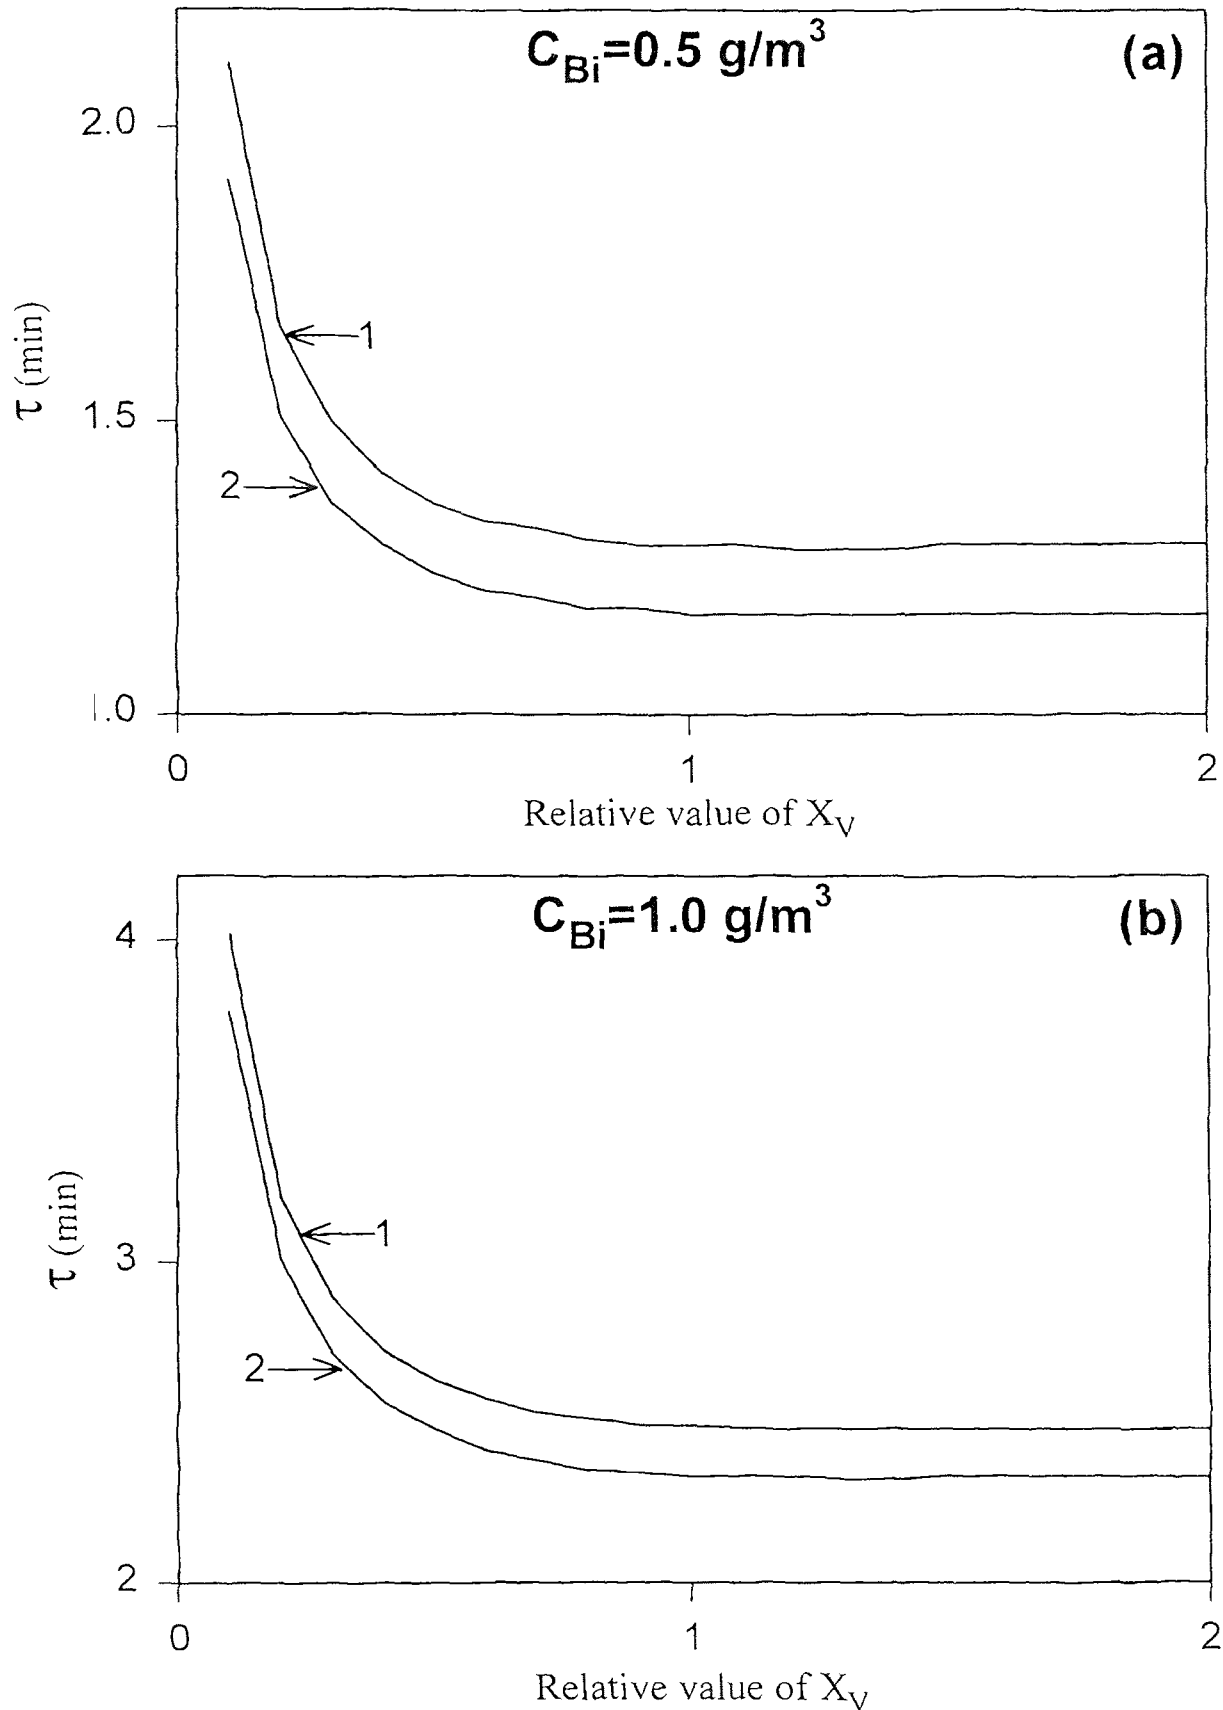 C_Bi=0.5 g/m³ (a)
2.0
τ (min)
1
1.5
2
1.0
0 1 2
Relative value of X_V
C_Bi=1.0 g/m³ (b)
4
τ (min)
1
3
2
2
0 1 2
Relative value of X_V